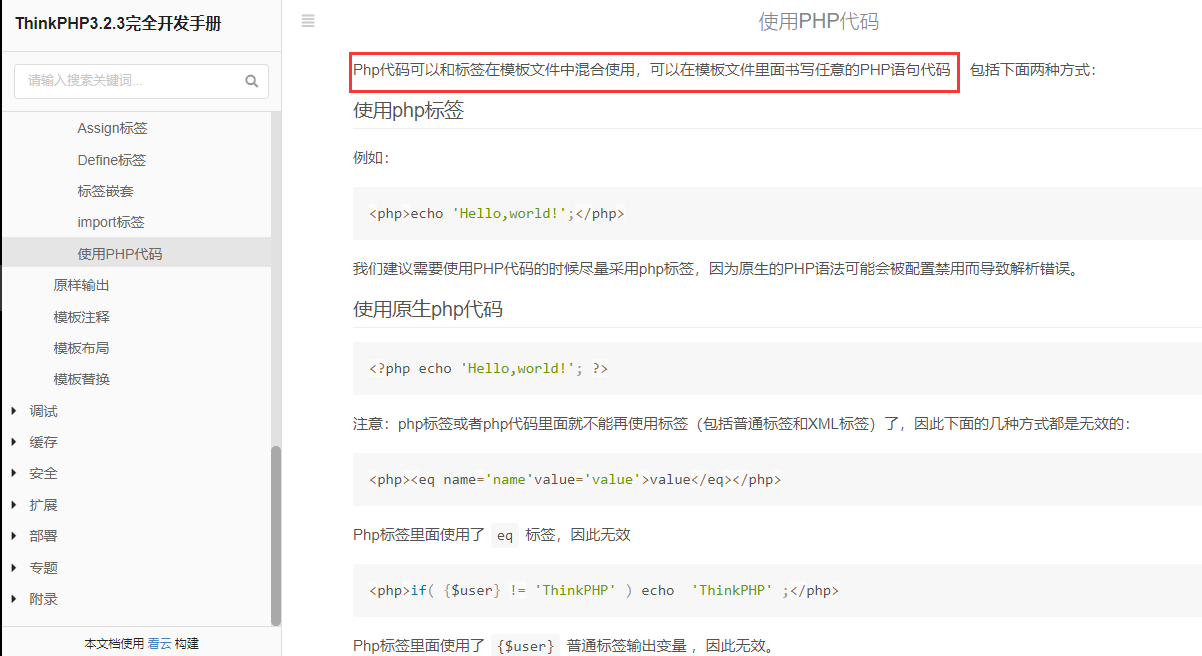 ThinkPHP3.2.3完全开发手册
请输入搜索关键词...
Assign标签
Define标签
标签嵌套
import标签
使用PHP代码
原样输出
模板注释
模板布局
模板替换
调试
缓存
安全
扩展
部署
专题
附录
本文档使用 看云 构建
使用PHP代码
Php代码可以和标签在模板文件中混合使用，可以在模板文件里面书写任意的PHP语句代码 包括下面两种方式：
使用php标签
例如：
<php>echo 'Hello,world!';</php>
我们建议需要使用PHP代码的时候尽量采用php标签，因为原生的PHP语法可能会被配置禁用而导致解析错误。
使用原生php代码
<?php echo 'Hello,world!'; ?>
注意：php标签或者php代码里面就不能再使用标签（包括普通标签和XML标签）了，因此下面的几种方式都是无效的：
<php><eq name='name'value='value'>value</eq></php>
Php标签里面使用了 eq 标签，因此无效
<php>if( {$user} != 'ThinkPHP' ) echo  'ThinkPHP' ;</php>
Php标签里面使用了 {$user} 普通标签输出变量 ，因此无效。